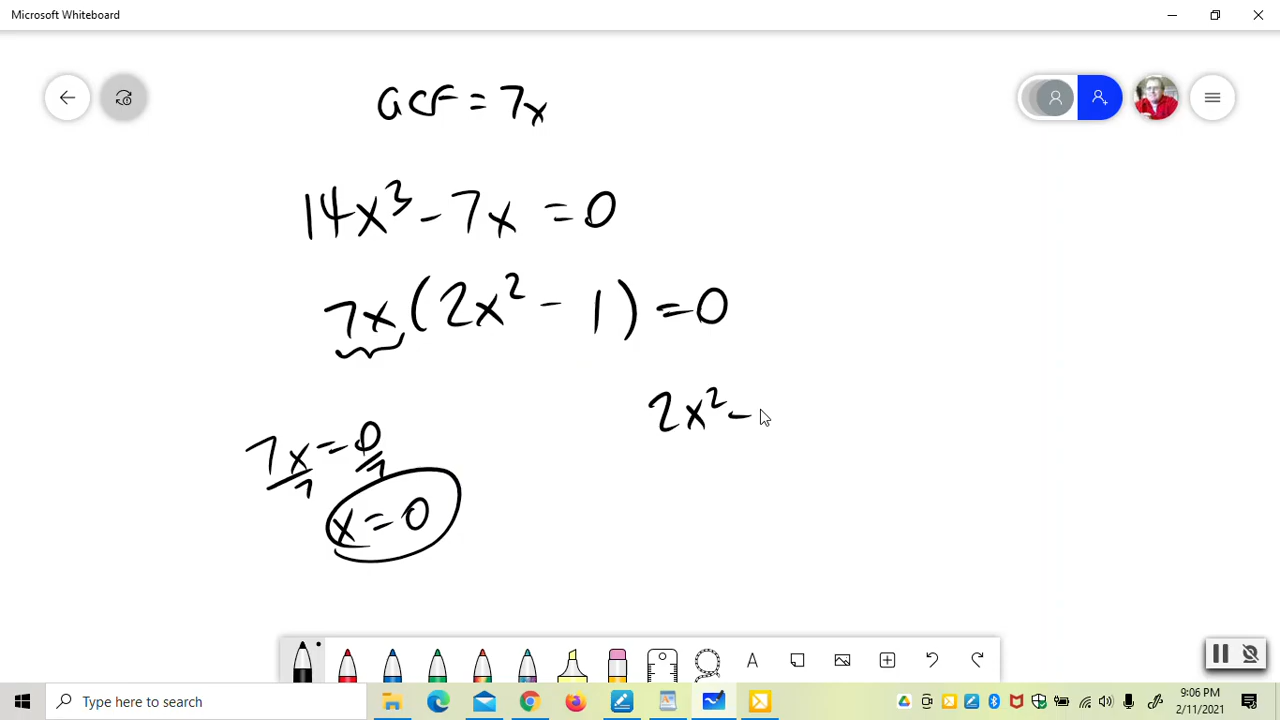 Microsoft Whiteboard
GCF = 7x
14x³ - 7x = 0
7x(2x² - 1) = 0
2x² -
7x = 0
/7 /7
x = 0
A
Type here to search
9:06 PM
2/11/2021